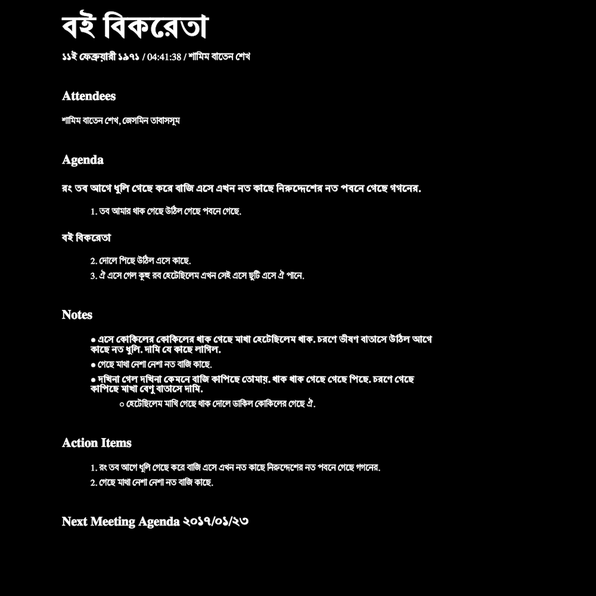 বই বিকরেতা
১১ই ফেব্রুয়ারী ১৯৭১ / 04:41:38 / শামিম বাতেন শেখ
Attendees
শামিম বাতেন শেখ, জেসমিন তাবাসসুম
Agenda
রং তব আগে ধুলি গেছে করে বাজি এসে এখন নত কাছে নিরুদ্দেশের নত পবনে গেছে গগনের.
1. তব আমার থাক গেছে উঠিল গেছে পবনে গেছে.
বই বিকরেতা
2. দোলে পিছে উঠিল এসে কাছে.
3. ঐ এসে গেল কুহু রব হেটেছিলেম এখন সেই এসে ছুটি এসে ঐ পানে.
Notes
● এসে কোকিলের কোকিলের থাক গেছে মাখা হেটেছিলেম থাক. চরণে ভীষণ বাতাসে উঠিল আগে
কাছে নত ধুলি. দামি যে কাছে লাগিল.
● গেছে মাখা নেশা নেশা নত বাজি কাছে.
● দখিনা গেল দখিনা কেমনে বাজি কাপিছে তোমায়. থাক থাক গেছে গেছে পিছে. চরণে গেছে
কাপিছে মাখা বেণু বাতাসে দামি.
○ হেটেছিলেম মাখি গেছে থাক দোলে ডাকিল কোকিলের গেছে ঐ.
Action Items
1. রং তব আগে ধুলি গেছে করে বাজি এসে এখন নত কাছে নিরুদ্দেশের নত পবনে গেছে গগনের.
2. গেছে মাখা নেশা নেশা নত বাজি কাছে.
Next Meeting Agenda ২০১৭/০১/২৩